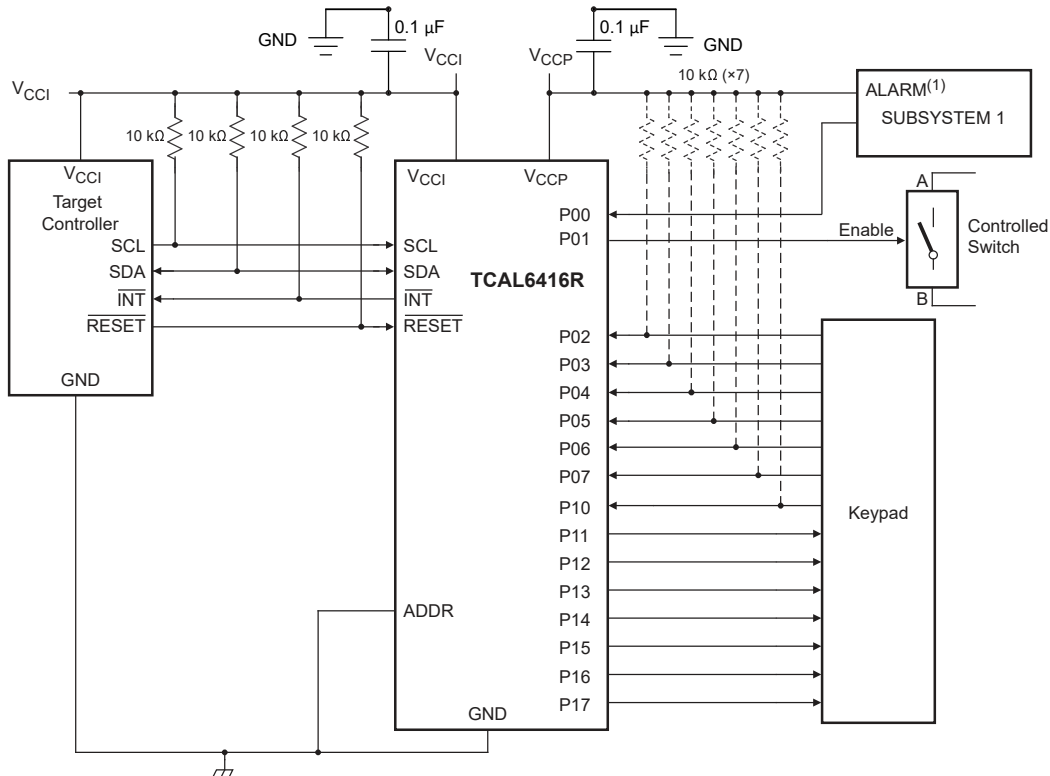 0.1 µF
GND
VCCI
0.1 µF
GND
VCCP
VCCI
10 kΩ (×7)
10 kΩ
10 kΩ
10 kΩ
10 kΩ
ALARM(1)
SUBSYSTEM 1
VCCI
Target
Controller
SCL
SDA
INT
RESET
GND
VCCI
VCCP
SCL
SDA
INT
RESET
TCAL6416R
ADDR
GND
P00
P01
P02
P03
P04
P05
P06
P07
P10
P11
P12
P13
P14
P15
P16
P17
Enable
A
B
Controlled
Switch
Keypad